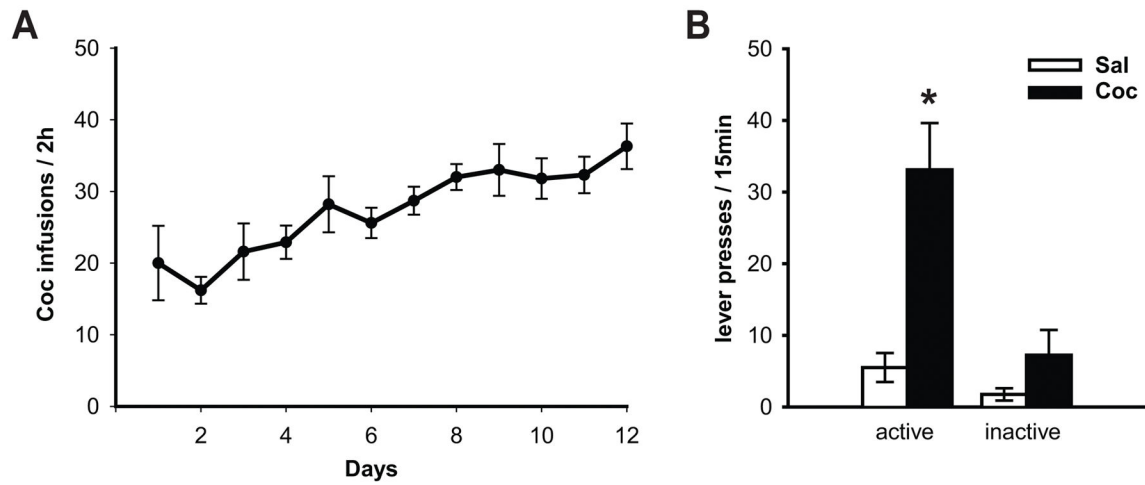 A
Coc infusions / 2h
50
40
30
20
10
0
2 4 6 8 10 12
Days
B
lever presses / 15min
50
40
30
20
10
0
Sal
Coc
*
active inactive